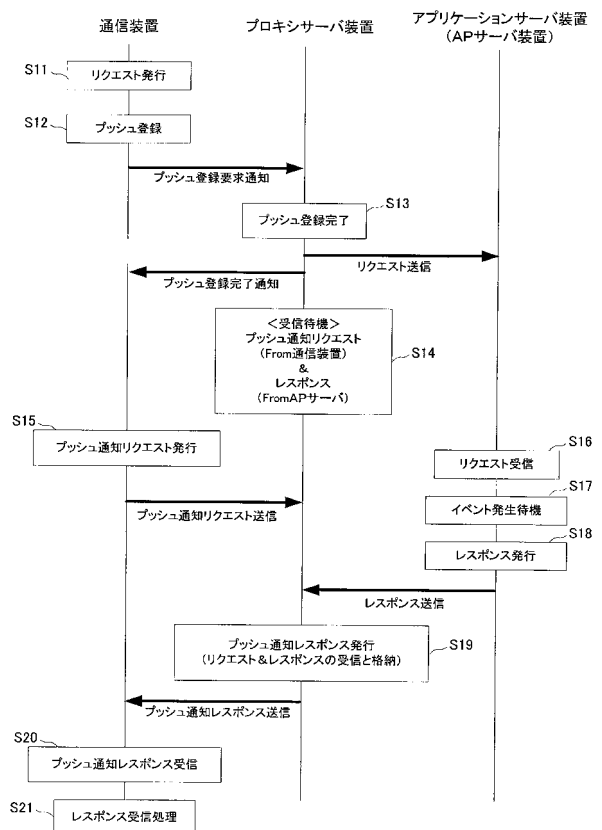 通信装置
プロキシサーバ装置
アプリケーションサーバ装置
(APサーバ装置)
S11
リクエスト発行
S12
プッシュ登録
プッシュ登録要求通知
S13
プッシュ登録完了
リクエスト送信
プッシュ登録完了通知
<受信待機>
プッシュ通知リクエスト
(From通信装置)
&
レスポンス
(FromAPサーバ)
S14
S15
プッシュ通知リクエスト発行
S16
リクエスト受信
プッシュ通知リクエスト送信
S17
イベント発生待機
S18
レスポンス発行
レスポンス送信
プッシュ通知レスポンス発行
(リクエスト&レスポンスの受信と格納)
S19
プッシュ通知レスポンス送信
S20
プッシュ通知レスポンス受信
S21
レスポンス受信処理